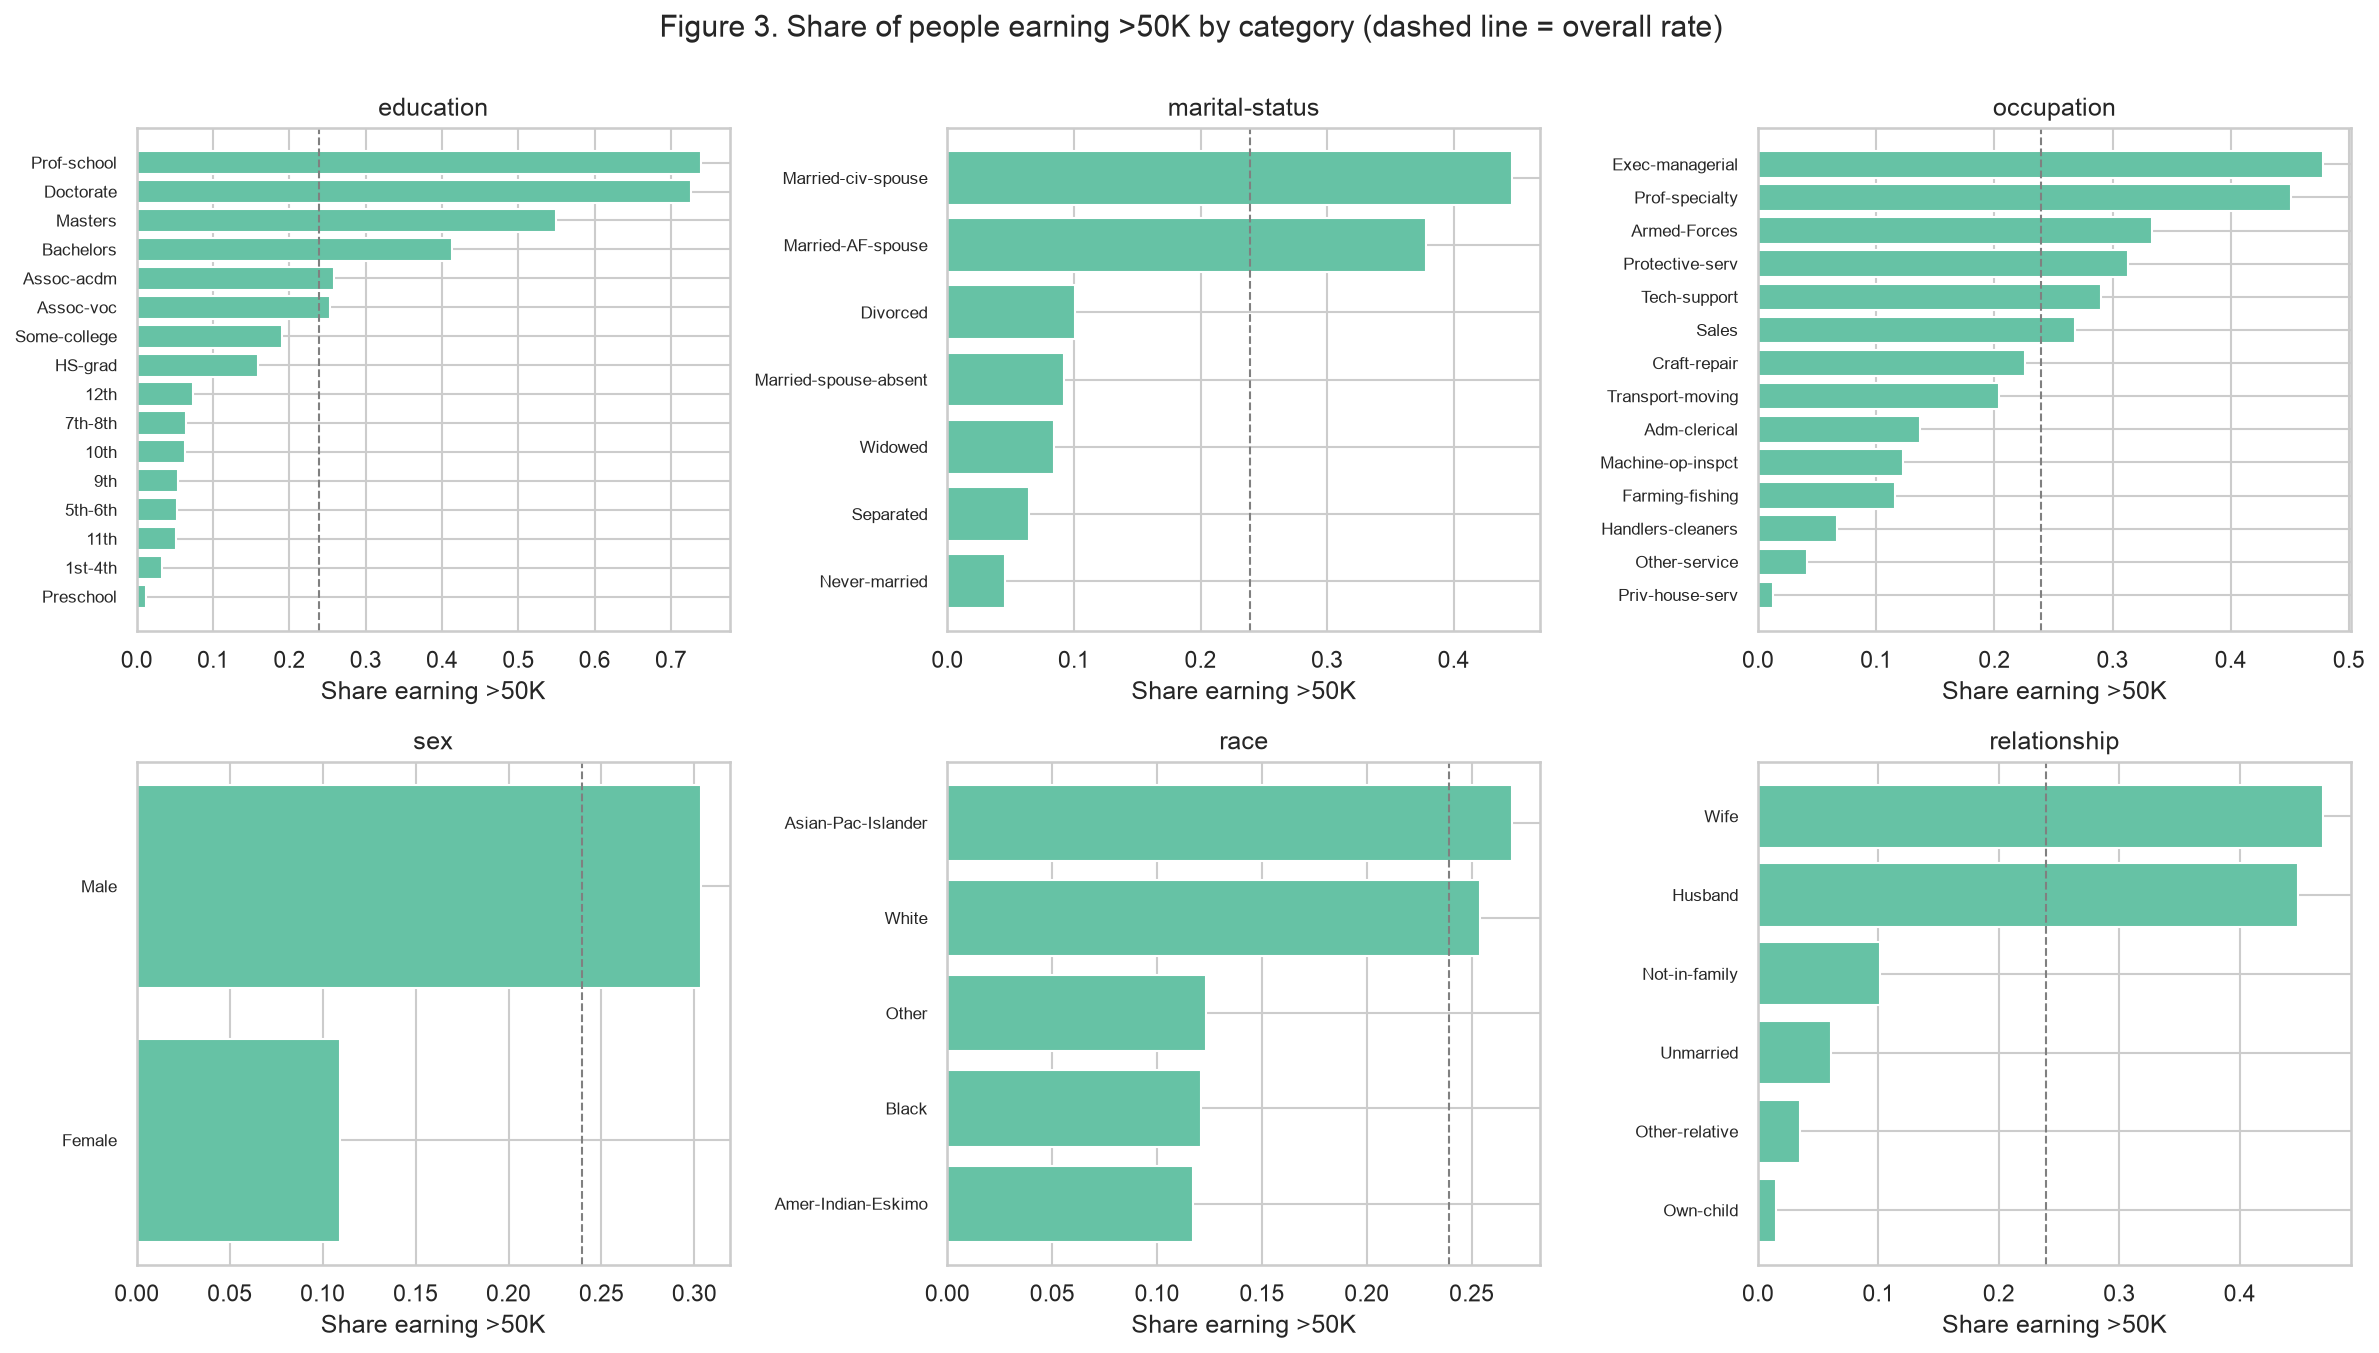 Figure 3. Share of people earning >50K by category (dashed line = overall rate)
education
Prof-school
Doctorate
Masters
Bachelors
Assoc-acdm
Assoc-voc
Some-college
HS-grad
12th
7th-8th
10th
9th
5th-6th
11th
1st-4th
Preschool
0.0 0.1 0.2 0.3 0.4 0.5 0.6 0.7
Share earning >50K
marital-status
Married-civ-spouse
Married-AF-spouse
Divorced
Married-spouse-absent
Widowed
Separated
Never-married
0.0 0.1 0.2 0.3 0.4
Share earning >50K
occupation
Exec-managerial
Prof-specialty
Armed-Forces
Protective-serv
Tech-support
Sales
Craft-repair
Transport-moving
Adm-clerical
Machine-op-inspct
Farming-fishing
Handlers-cleaners
Other-service
Priv-house-serv
0.0 0.1 0.2 0.3 0.4 0.5
Share earning >50K
sex
Male
Female
0.00 0.05 0.10 0.15 0.20 0.25 0.30
Share earning >50K
race
Asian-Pac-Islander
White
Other
Black
Amer-Indian-Eskimo
0.00 0.05 0.10 0.15 0.20 0.25
Share earning >50K
relationship
Wife
Husband
Not-in-family
Unmarried
Other-relative
Own-child
0.0 0.1 0.2 0.3 0.4
Share earning >50K